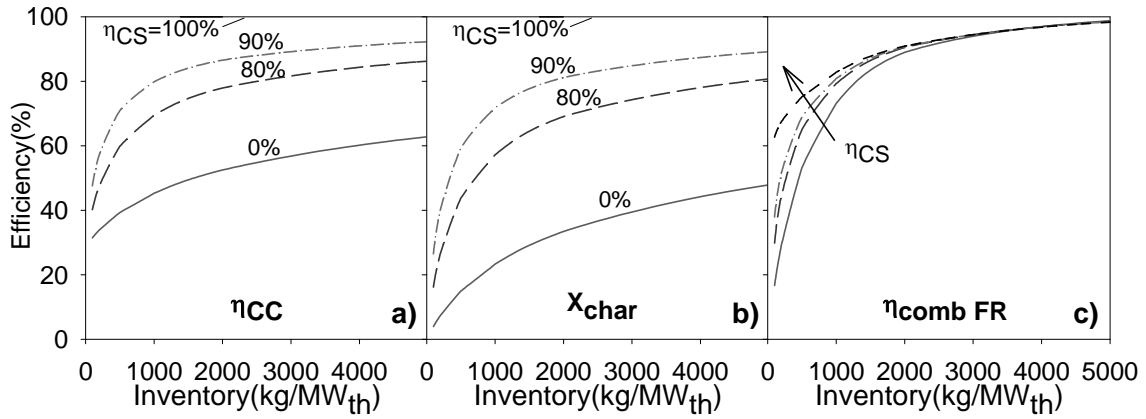 100
80
60
40
20
0
Efficiency(%)
ηCS=100%
90%
80%
0%
ηCC
a)
0 1000 2000 3000 4000
Inventory(kg/MWth)
ηCS=100%
90%
80%
0%
Xchar
b)
0 1000 2000 3000 4000
Inventory(kg/MWth)
ηCS
ηcomb FR
c)
0 1000 2000 3000 4000 5000
Inventory(kg/MWth)